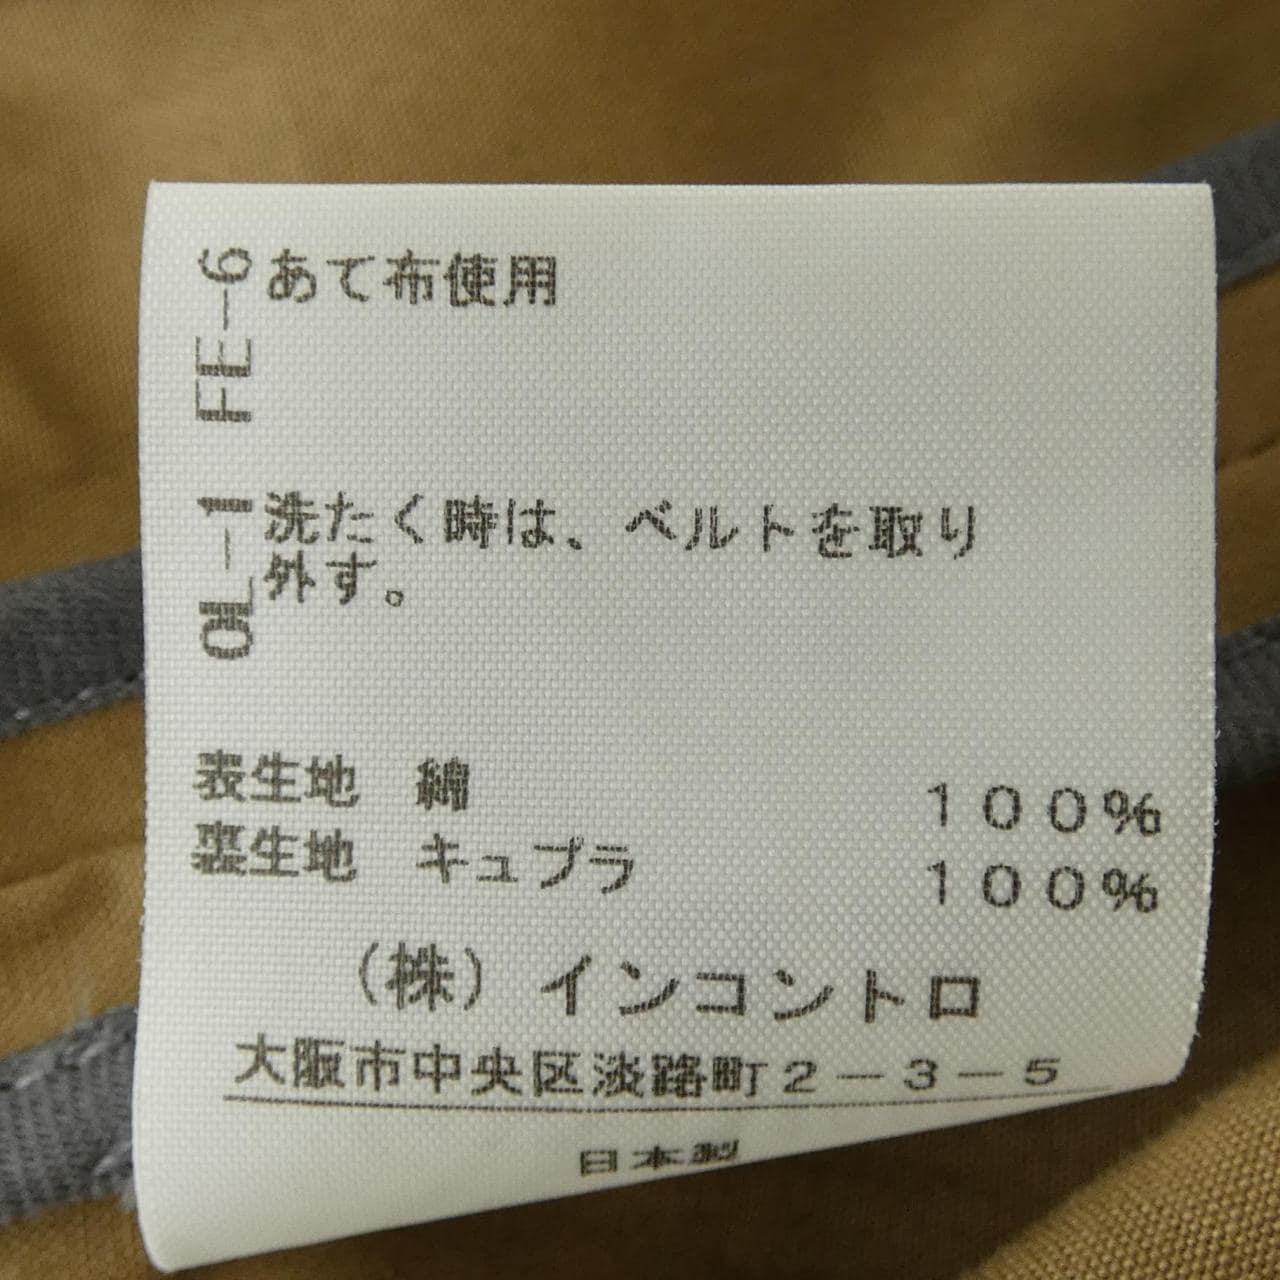 FE-6
あて布使用
OL-1
洗たく時は、ベルトを取り
外す。
表生地 綿 100%
裏生地 キュプラ 100%
(株)インコントロ
大阪市中央区淡路町2-3-5
日本製